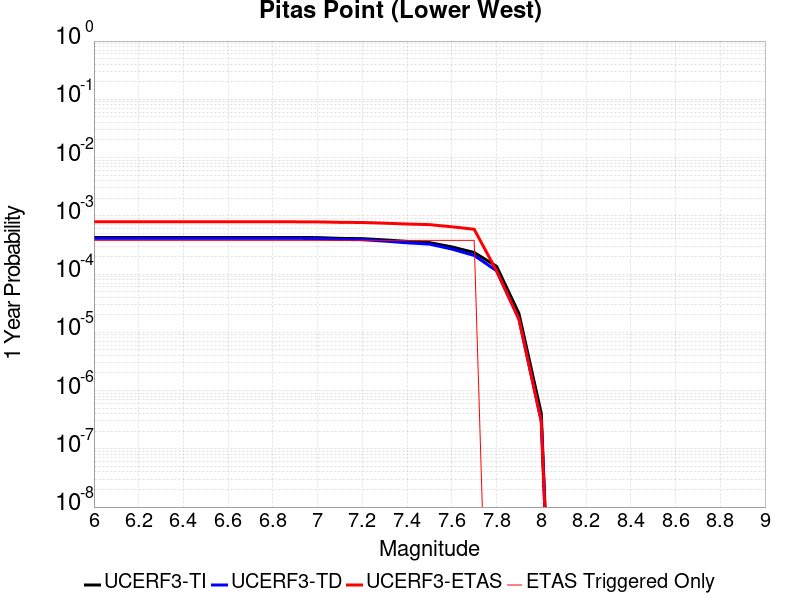 Pitas Point (Lower West)
10^0
10^-1
10^-2
10^-3
10^-4
10^-5
10^-6
10^-7
10^-8
1 Year Probability
6 6.2 6.4 6.6 6.8 7 7.2 7.4 7.6 7.8 8 8.2 8.4 8.6 8.8 9
Magnitude
UCERF3-TI UCERF3-TD UCERF3-ETAS ETAS Triggered Only